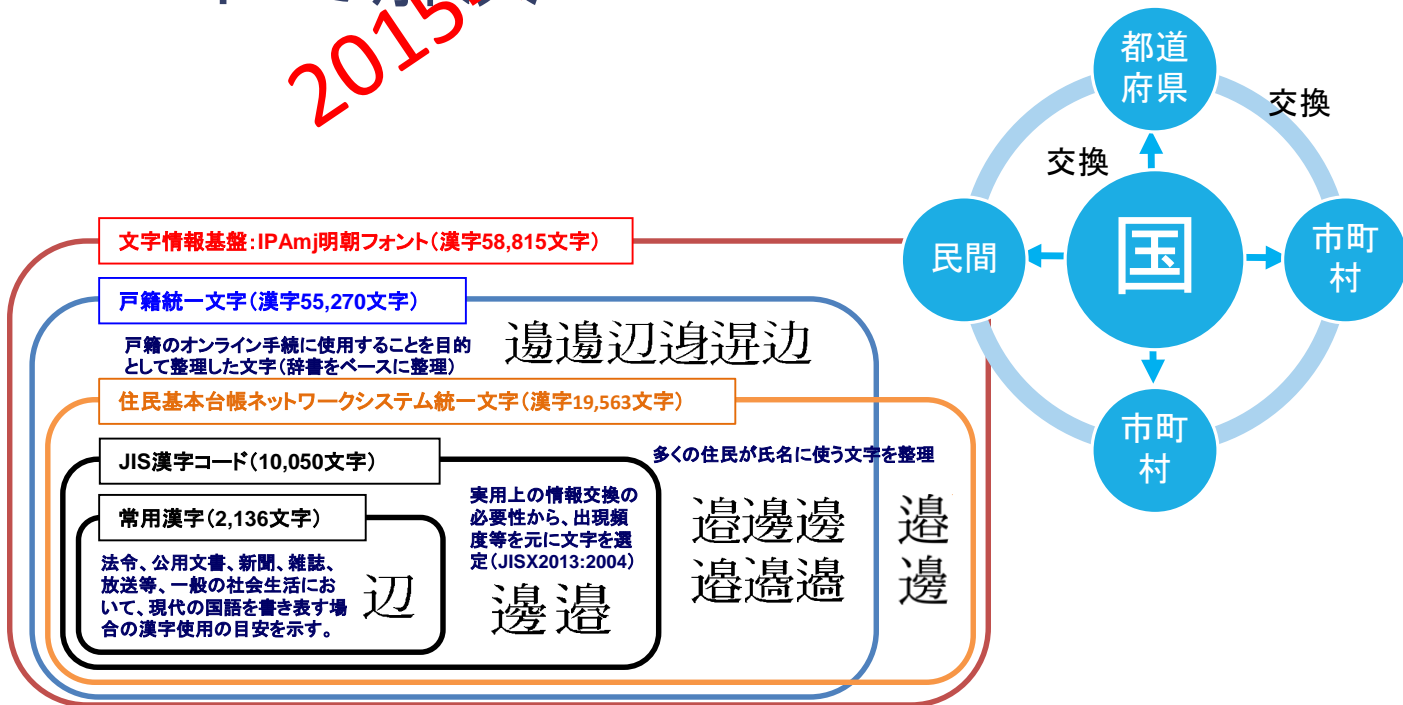 2015
文字情報基盤:IPAmj明朝フォント(漢字58,815文字)
戸籍統一文字(漢字55,270文字)
戸籍のオンライン手続に使用することを目的
として整理した文字(辞書をベースに整理)
住民基本台帳ネットワークシステム統一文字(漢字19,563文字)
多くの住民が氏名に使う文字を整理
JIS漢字コード(10,050文字)
実用上の情報交換の
必要性から、出現頻
度等を元に文字を選
定(JISX2013:2004)
邊邉
常用漢字(2,136文字)
法令、公用文書、新聞、雑誌、
放送等、一般の社会生活にお
いて、現代の国語を書き表す場
合の漢字使用の目安を示す。
辺
都道
府県
交換
交換
国
民間
市町
村
市町
村